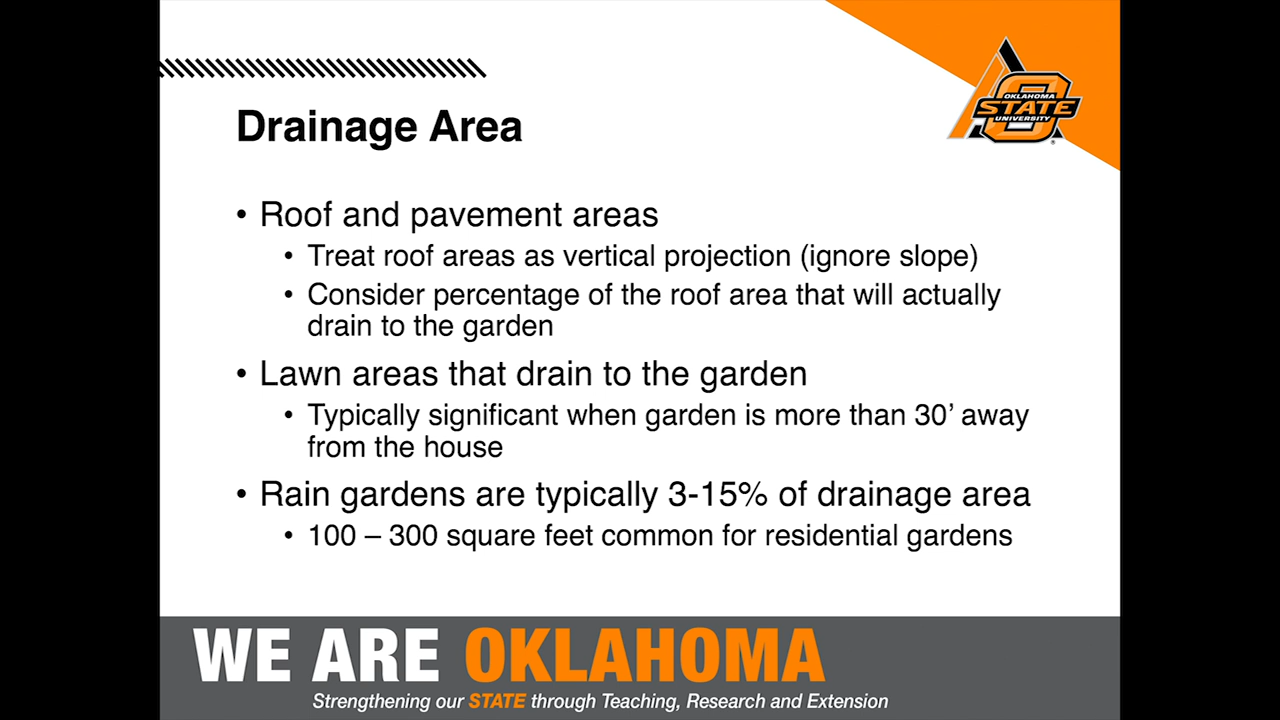 OKLAHOMA
STATE
UNIVERSITY
Drainage Area
• Roof and pavement areas
• Treat roof areas as vertical projection (ignore slope)
• Consider percentage of the roof area that will actually
drain to the garden
• Lawn areas that drain to the garden
• Typically significant when garden is more than 30’ away
from the house
• Rain gardens are typically 3-15% of drainage area
• 100 – 300 square feet common for residential gardens
WE ARE OKLAHOMA
Strengthening our STATE through Teaching, Research and Extension